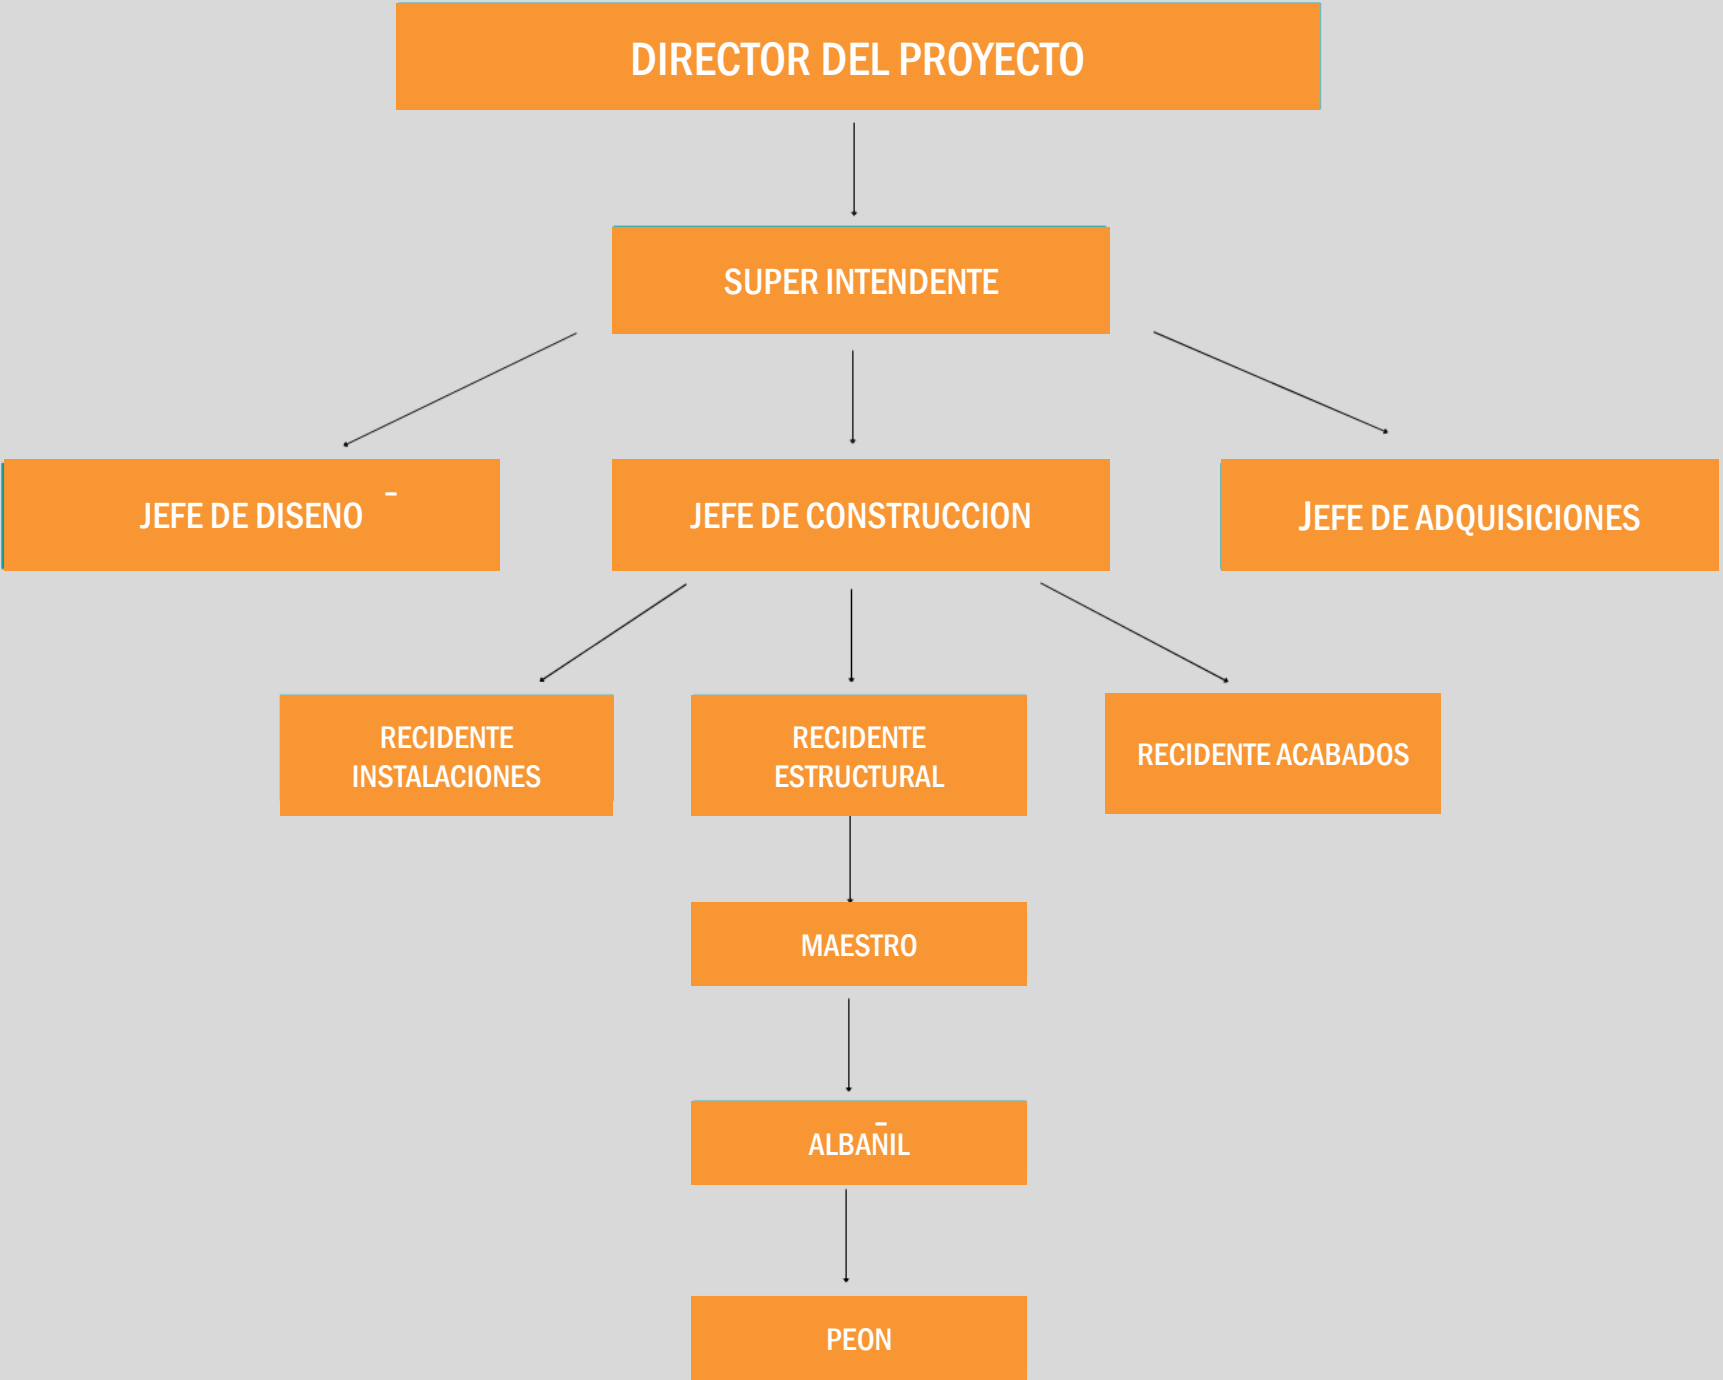 DIRECTOR DEL PROYECTO
SUPER INTENDENTE
JEFE DE DISENO
JEFE DE CONSTRUCCION
JEFE DE ADQUISICIONES
RECIDENTE
INSTALACIONES
RECIDENTE
ESTRUCTURAL
RECIDENTE ACABADOS
MAESTRO
ALBAÑIL
PEON